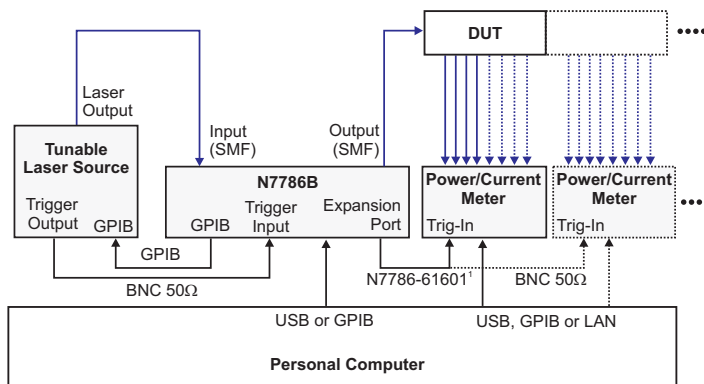 DUT
Laser
Output
Input
(SMF)
Output
(SMF)
Tunable
Laser Source
Trigger
Output
GPIB
N7786B
GPIB
Trigger
Input
Expansion
Port
Power/Current
Meter
Trig-In
Power/Current
Meter
Trig-In
GPIB
BNC 50Ω
N7786-61601¹
BNC 50Ω
USB or GPIB
USB, GPIB or LAN
Personal Computer